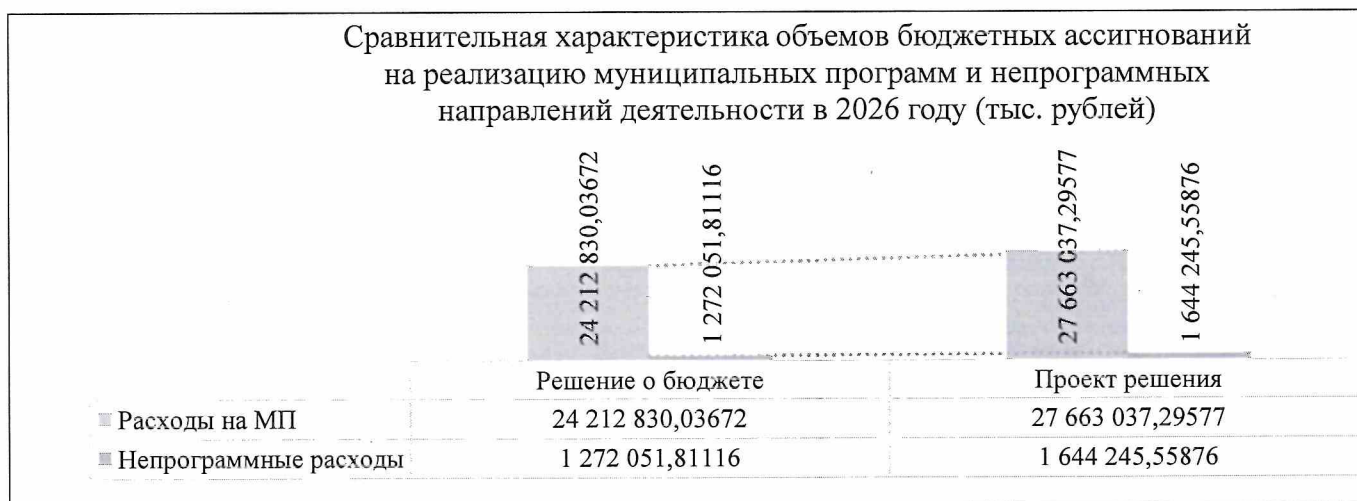 Сравнительная характеристика объемов бюджетных ассигнований
на реализацию муниципальных программ и непрограммных
направлений деятельности в 2026 году (тыс. рублей)
24 212 830,03672
1 272 051,81116
27 663 037,29577
1 644 245,55876
Решение о бюджете Проект решения
Расходы на МП 24 212 830,03672 27 663 037,29577
Непрограммные расходы 1 272 051,81116 1 644 245,55876